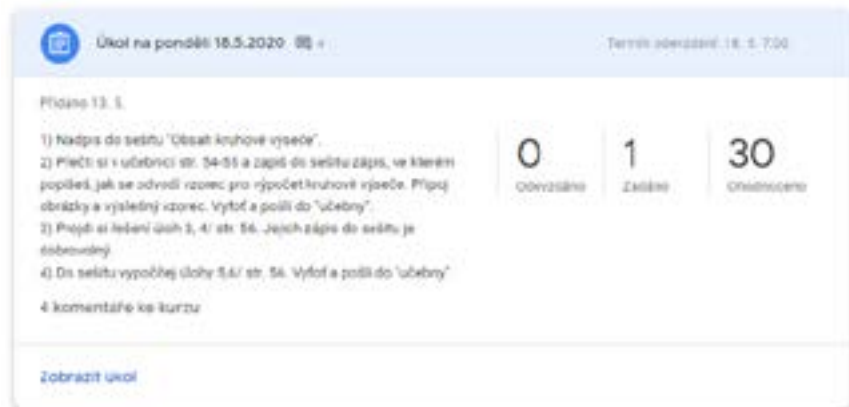 Úkol na pondělí 18.5.2020 4
Termín odevzdání: 18. 5. 7:00
Přidáno 13. 5.
1) Nadpis do sešitu "Obsah kruhové výseče".
2) Přečti si v učebnici str. 54-55 a zapiš do sešitu zápis, ve kterém
popíšeš, jak se odvodí vzorec pro výpočet kruhové výseče. Připoj
obrázky a výsledný vzorec. Vyfoť a pošli do "učebny".
3) Projdi si řešení úloh 3, 4/ str. 56. Jejich zápis do sešitu je
dobrovolný.
4) Do sešitu vypočítej úlohy 5,6/ str. 56. Vyfoť a pošli do "učebny"
0
Odevzdáno
1
Zadáno
30
Ohodnoceno
4 komentáře ke kurzu
Zobrazit úkol